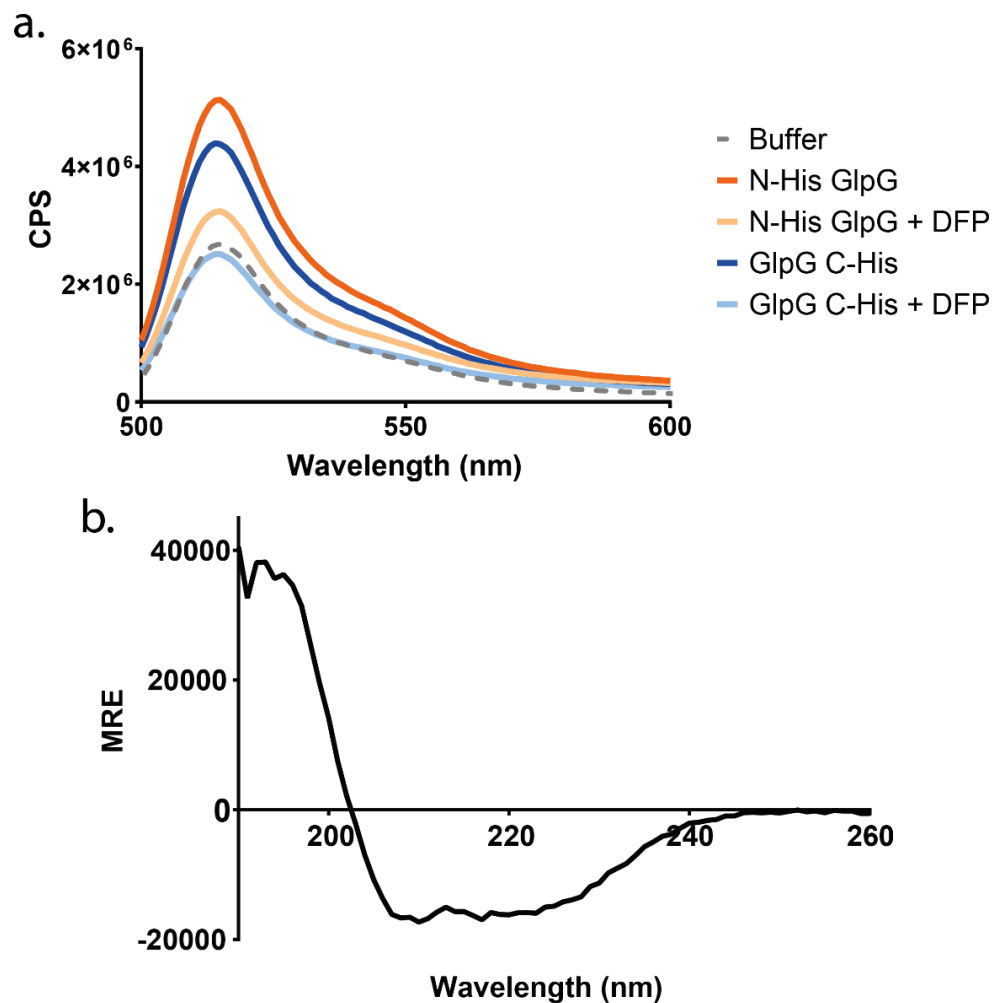 a.
6×10⁶
4×10⁶
2×10⁶
0
CPS
500
550
600
Wavelength (nm)
Buffer
N-His GlpG
N-His GlpG + DFP
GlpG C-His
GlpG C-His + DFP
b.
40000
20000
0
-20000
MRE
200
220
240
260
Wavelength (nm)